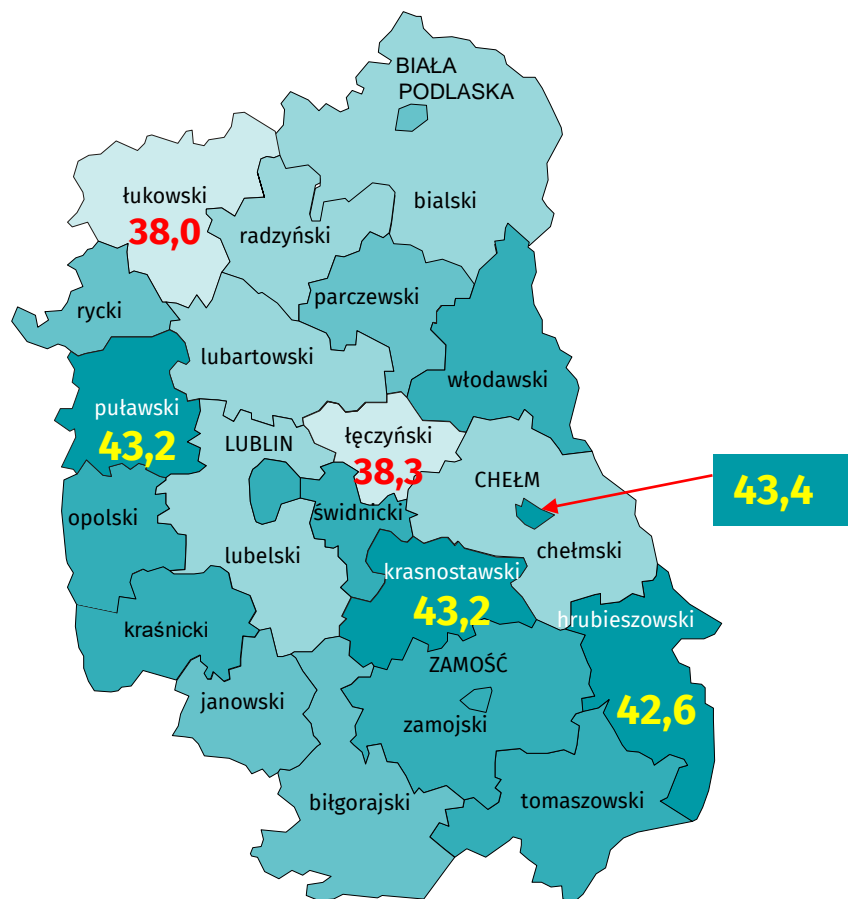 BIAŁA
PODLASKA
łukowski
38,0
bialski
radzyński
rycki
parczewski
lubartowski
włodawski
puławski
43,2
LUBLIN
łęczyński
38,3
CHEŁM
43,4
opolski
świdnicki
lubelski
chełmski
krasnostawski
43,2
hrubieszowski
kraśnicki
ZAMOŚĆ
janowski
42,6
zamojski
biłgorajski
tomaszowski